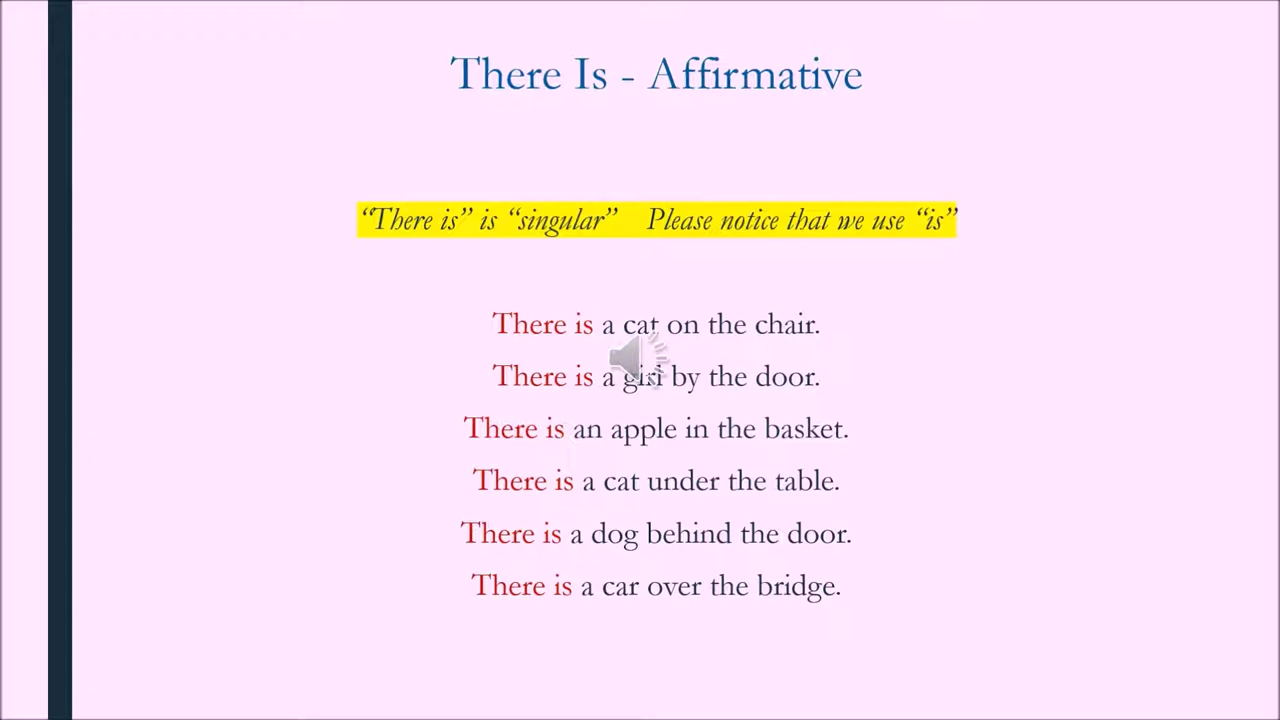 There Is - Affirmative
“There is” is “singular” Please notice that we use “is”
There is a cat on the chair.
There is a girl by the door.
There is an apple in the basket.
There is a cat under the table.
There is a dog behind the door.
There is a car over the bridge.